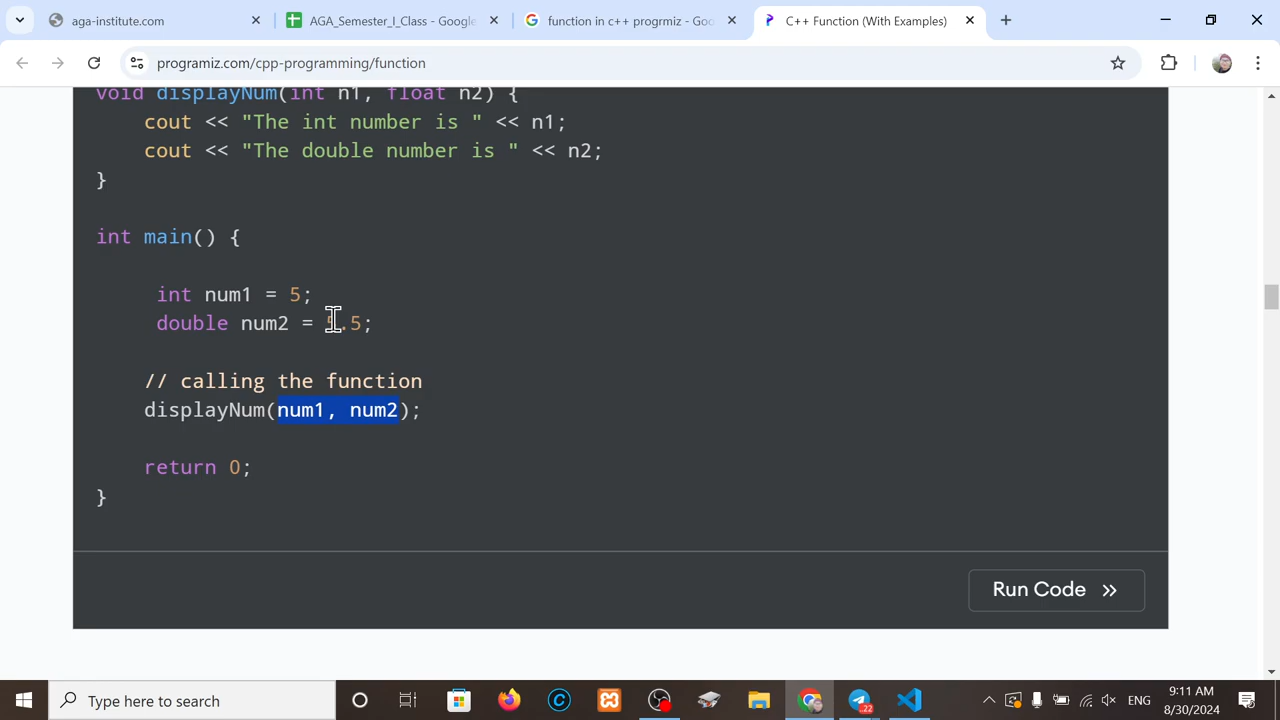 aga-institute.com
AGA_Semester_I_Class - Google
function in c++ progrmiz - Goo
C++ Function (With Examples)
programiz.com/cpp-programming/function
void displayNum(int n1, float n2) {
cout << "The int number is " << n1;
cout << "The double number is " << n2;
}
int main() {
int num1 = 5;
double num2 = 5.5;
// calling the function
displayNum(num1, num2);
return 0;
}
Run Code
Type here to search
22
ENG
9:11 AM
8/30/2024